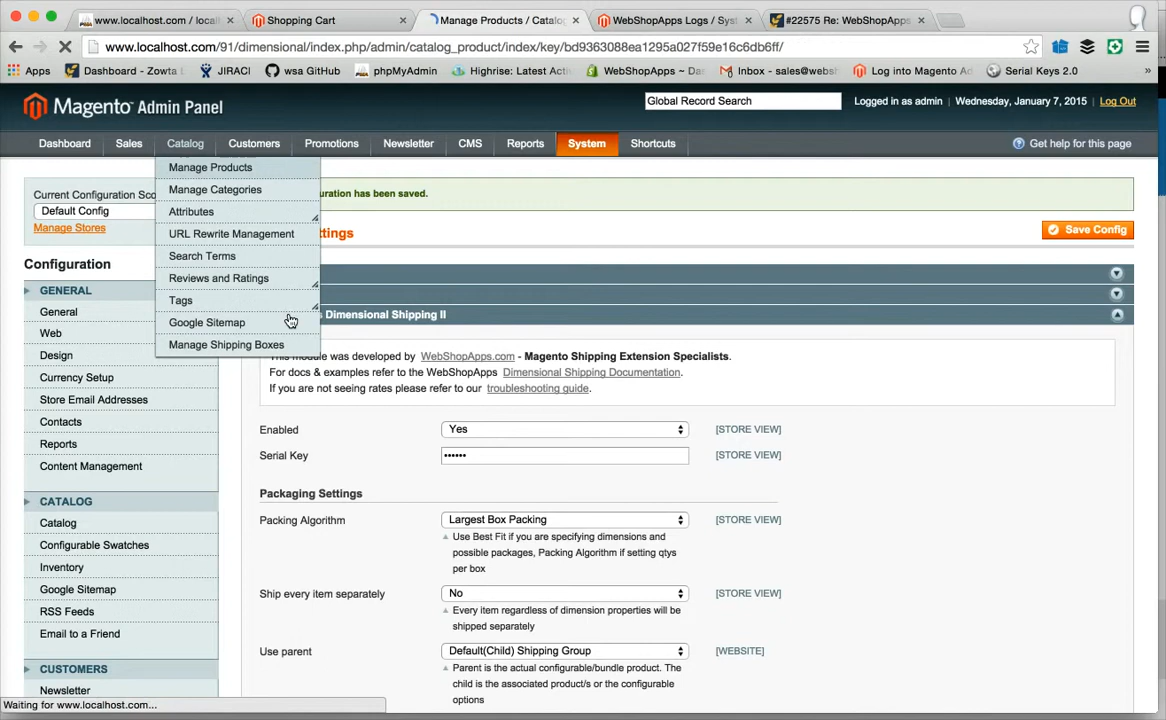 www.localhost.com / local
Shopping Cart
Manage Products / Catalog
WebShopApps Logs / Syst
#22575 Re: WebShopApps
www.localhost.com/91/dimensional/index.php/admin/catalog_product/index/key/bd9363088ea1295a027f59e16c6db6ff/
Apps
Dashboard - Zowta
JIRA
wsa GitHub
phpMyAdmin
Highrise: Latest Acti
WebShopApps ~ Das
Inbox - sales@websh
Log into Magento Ad
Serial Keys 2.0
»
Magento Admin Panel
Global Record Search
Logged in as admin | Wednesday, January 7, 2015 | Log Out
Dashboard
Sales
Catalog
Customers
Promotions
Newsletter
CMS
Reports
System
Shortcuts
Get help for this page
Manage Products
Manage Categories
Attributes
URL Rewrite Management
Search Terms
Reviews and Ratings
Tags
Google Sitemap
Manage Shipping Boxes
Current Configuration Sco
Default Config
Manage Stores
uration has been saved.
ttings
Save Config
Configuration
GENERAL
General
Web
Design
Currency Setup
Store Email Addresses
Contacts
Reports
Content Management
CATALOG
Catalog
Configurable Swatches
Inventory
Google Sitemap
RSS Feeds
Email to a Friend
CUSTOMERS
Newsletter
s Dimensional Shipping II
This module was developed by WebShopApps.com - Magento Shipping Extension Specialists.
For docs & examples refer to the WebShopApps Dimensional Shipping Documentation.
If you are not seeing rates please refer to our troubleshooting guide.
Enabled
Yes
[STORE VIEW]
Serial Key
••••••
[STORE VIEW]
Packaging Settings
Packing Algorithm
Largest Box Packing
[STORE VIEW]
Use Best Fit if you are specifying dimensions and
possible packages, Packing Algorithm if setting qtys
per box
Ship every item separately
No
[STORE VIEW]
Every item regardless of dimension properties will be
shipped separately
Use parent
Default(Child) Shipping Group
[WEBSITE]
Parent is the actual configurable/bundle product. The
child is the associated product/s or the configurable
options
Waiting for www.localhost.com...